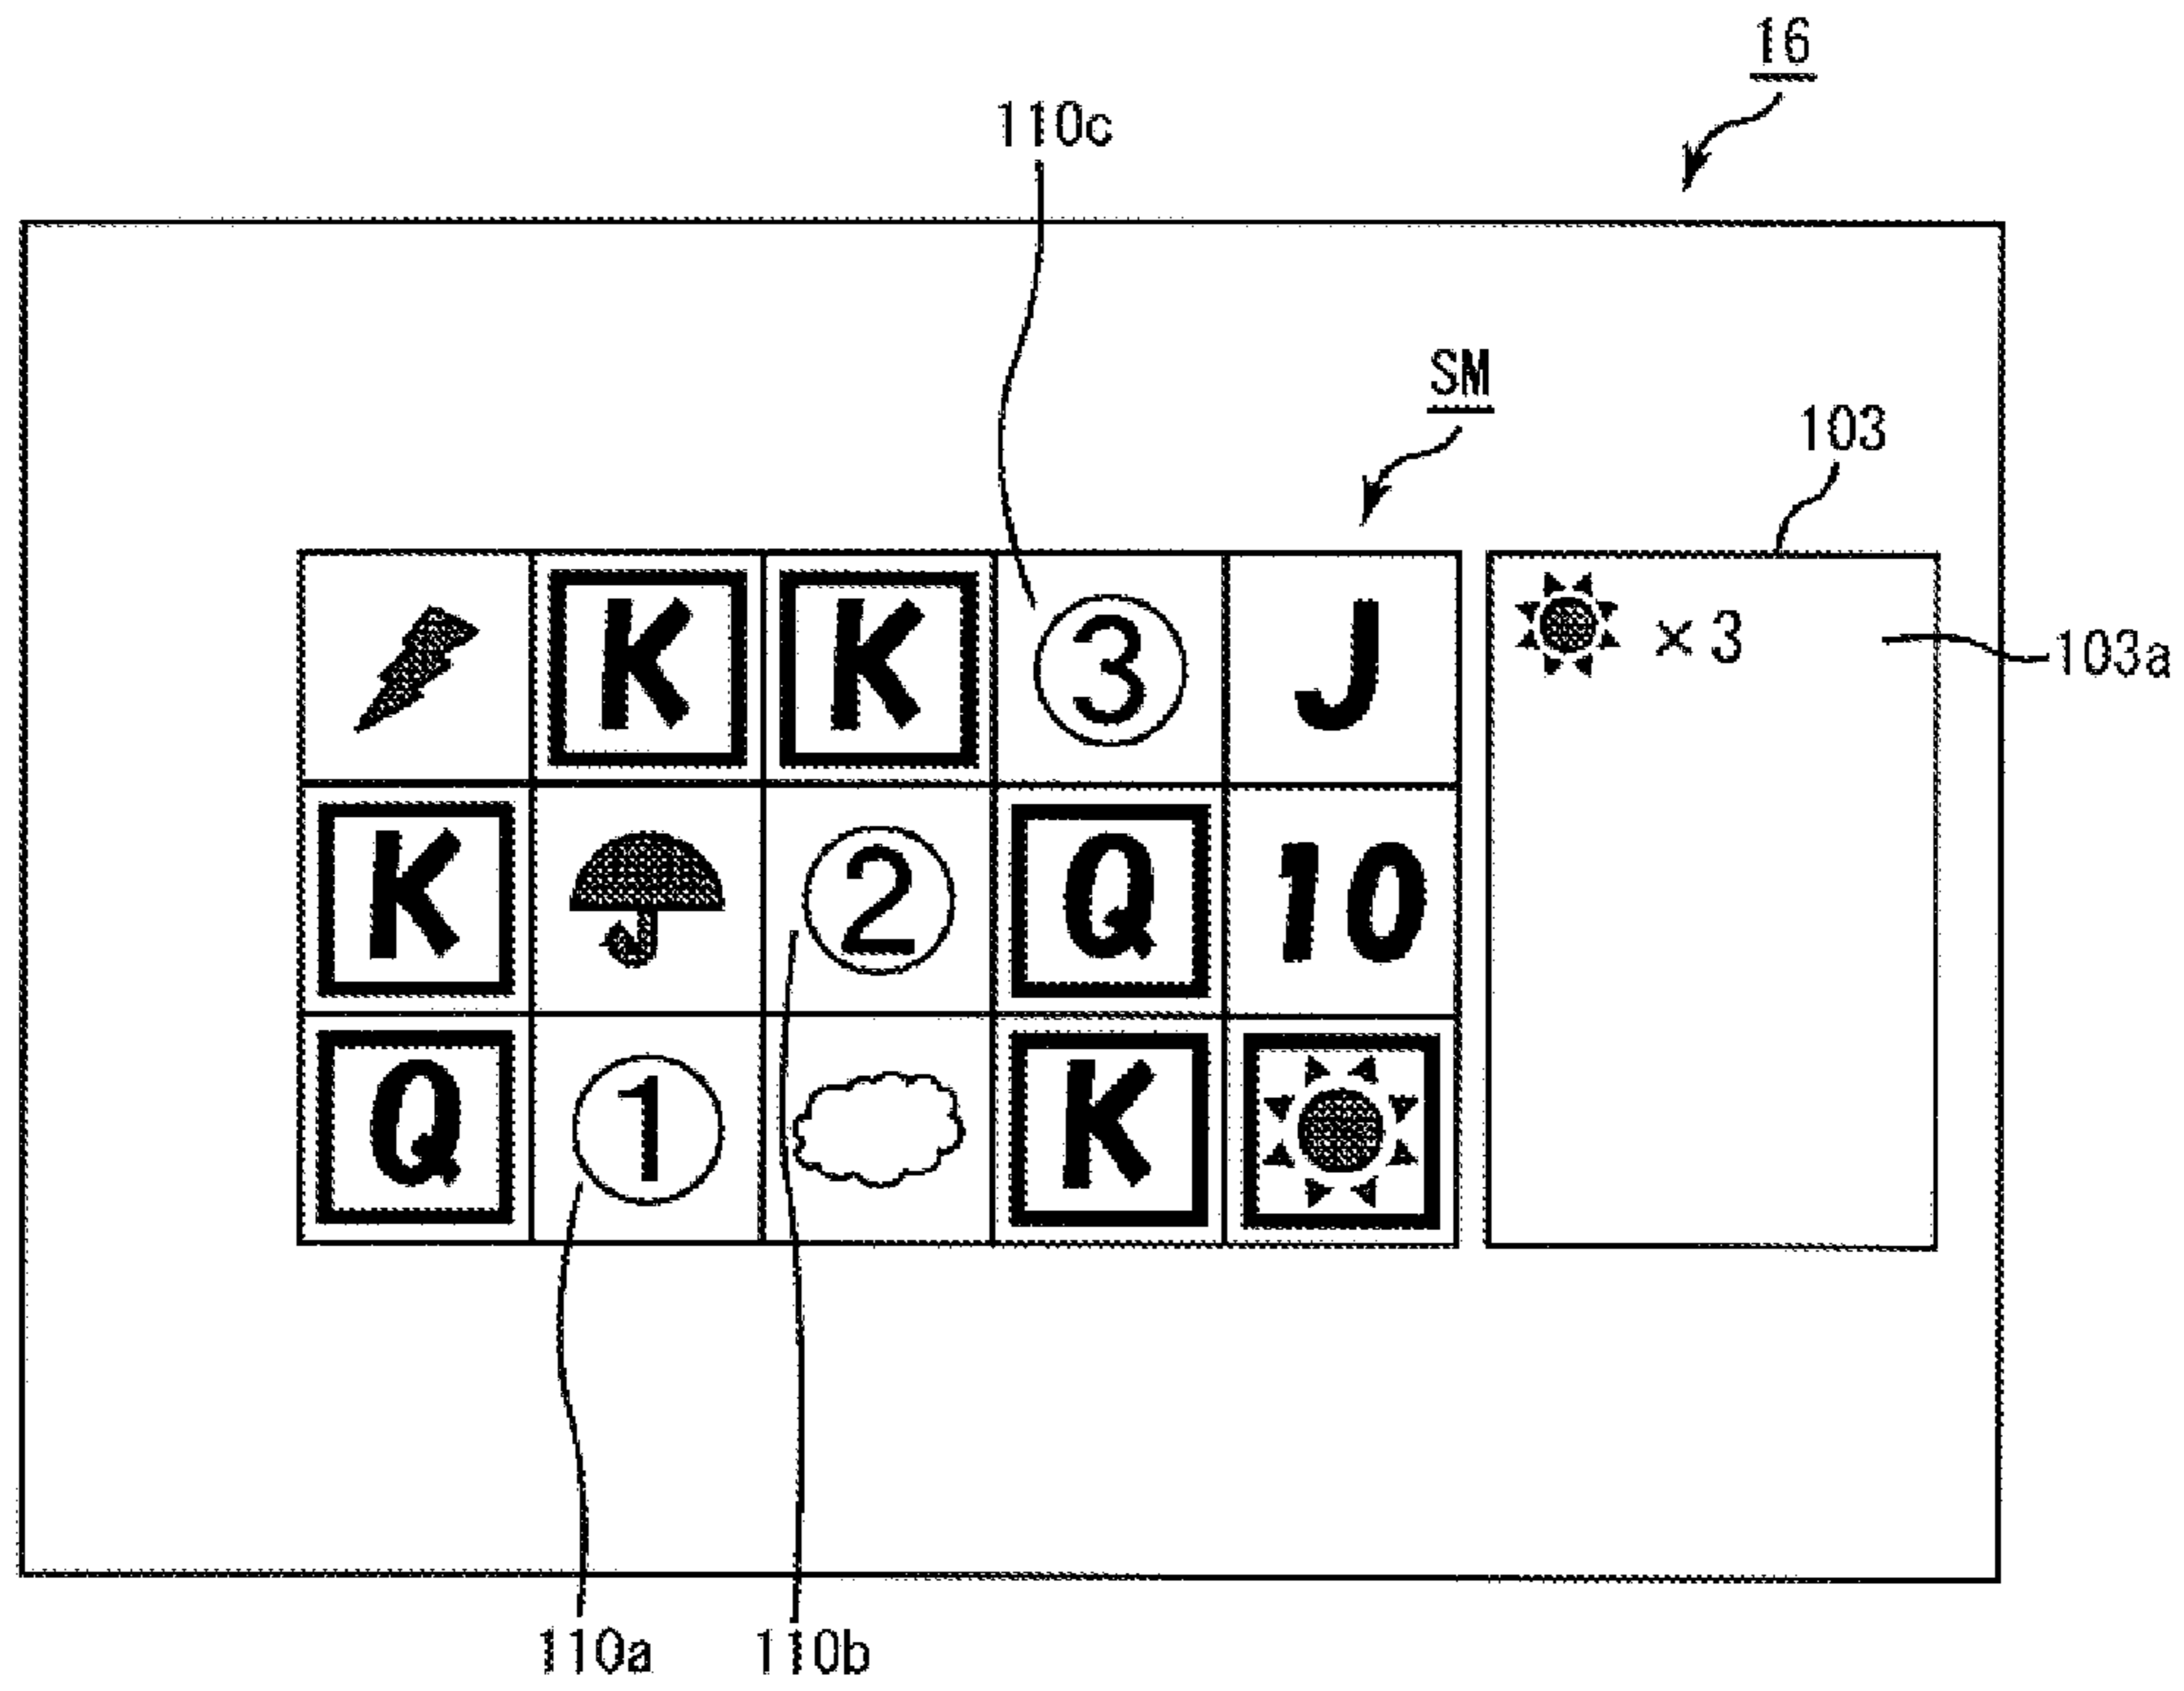 16
110c
SM
103
K K ③ J
×3
103a
K ② Q 10
Q ① K
110a 110b